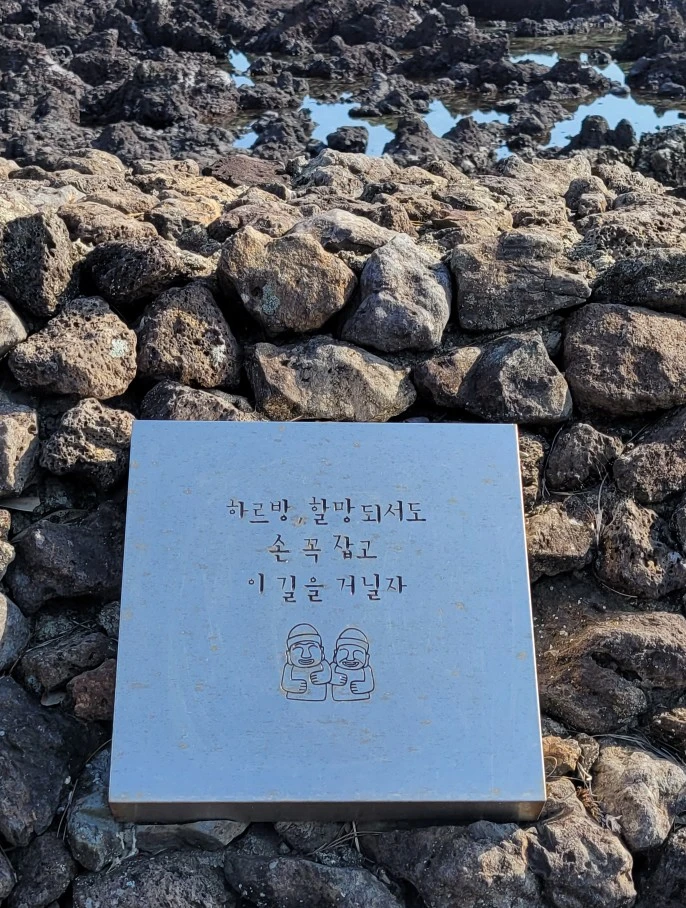 하르방, 할망 되서도
손 꼭 잡고
이 길을 거닐자